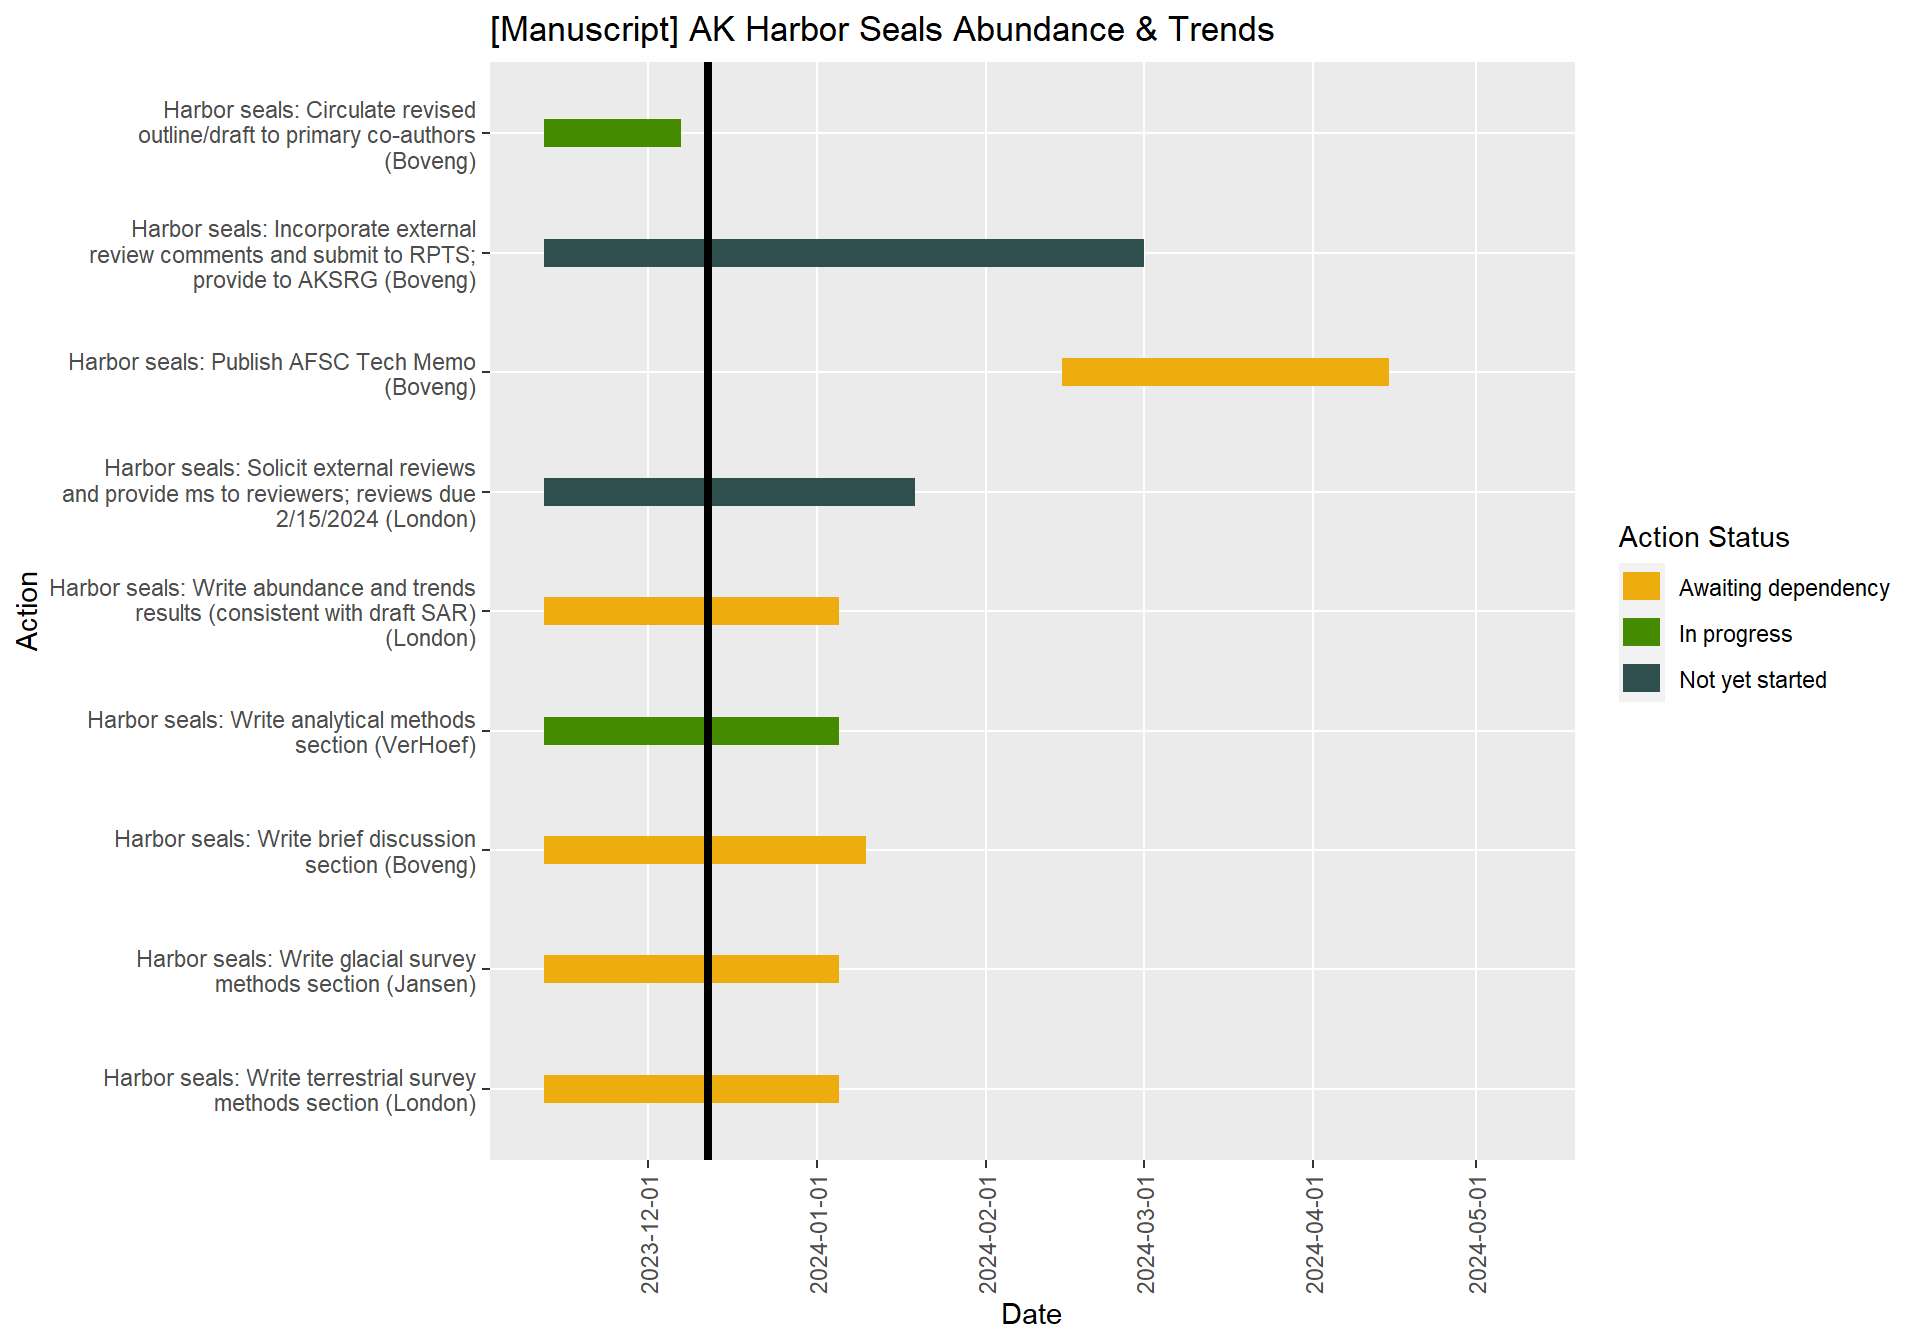 [Manuscript] AK Harbor Seals Abundance & Trends
Harbor seals: Circulate revised
outline/draft to primary co-authors
(Boveng)
Harbor seals: Incorporate external
review comments and submit to RPTS;
provide to AKSRG (Boveng)
Harbor seals: Publish AFSC Tech Memo
(Boveng)
Harbor seals: Solicit external reviews
and provide ms to reviewers; reviews due
2/15/2024 (London)
Harbor seals: Write abundance and trends
results (consistent with draft SAR)
(London)
Harbor seals: Write analytical methods
section (VerHoef)
Harbor seals: Write brief discussion
section (Boveng)
Harbor seals: Write glacial survey
methods section (Jansen)
Harbor seals: Write terrestrial survey
methods section (London)
Action
2023-12-01
2024-01-01
2024-02-01
2024-03-01
2024-04-01
2024-05-01
Date
Action Status
Awaiting dependency
In progress
Not yet started